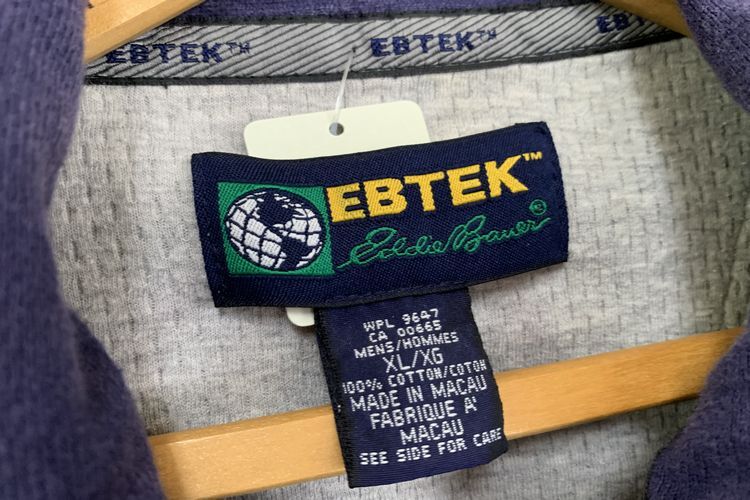 EBTEK™
EBTEK™
EB
EBTEK™
Eddie Bauer®
WPL 9647
CA 00665
MENS/HOMMES
XL/XG
100% COTTON/COTON
MADE IN MACAU
FABRIQUE A'
MACAU
SEE SIDE FOR CARE